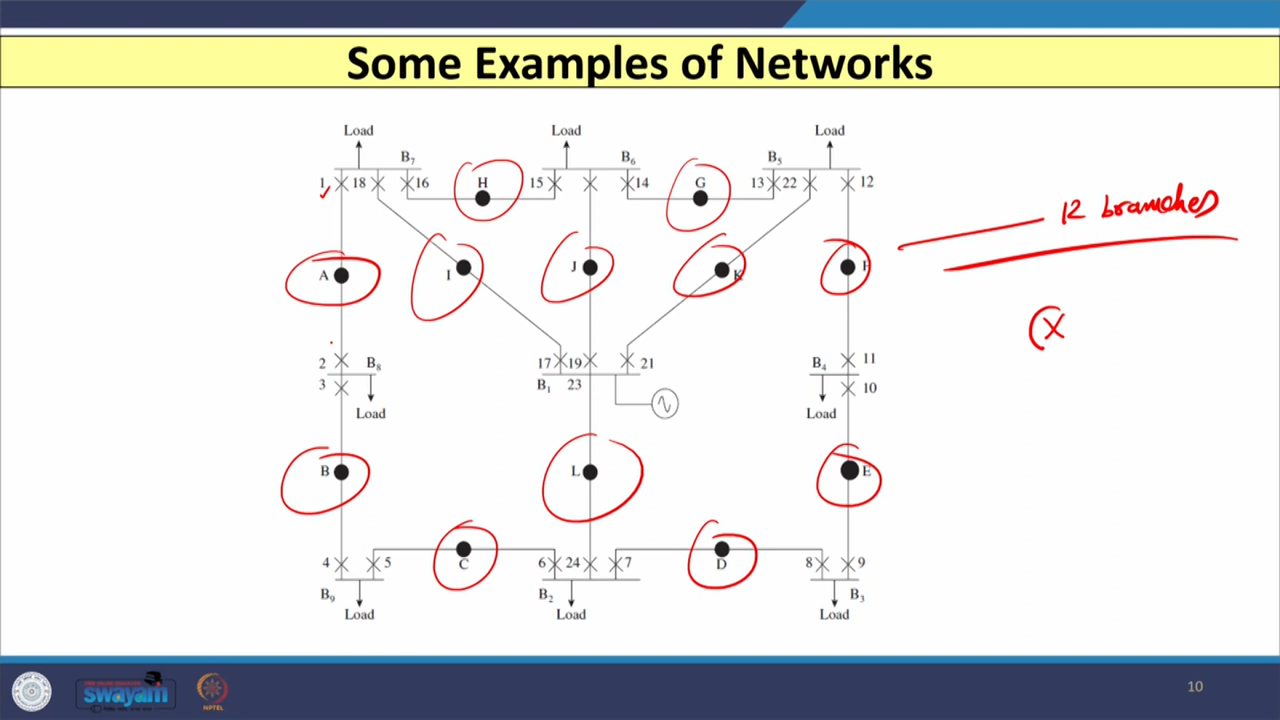 Some Examples of Networks
Load Load Load
B₇ B₆ B₅
1 18 16 H 15 14 G 13 22 12
12 branches
A I J K F
(X
2 B₈ 17 19 21 B₄ 11
3 B₁ 23 10
Load Load
B L E
4 5 C 6 24 7 D 8 9
B₉ B₂ B₃
Load Load Load
swayam NPTEL
10